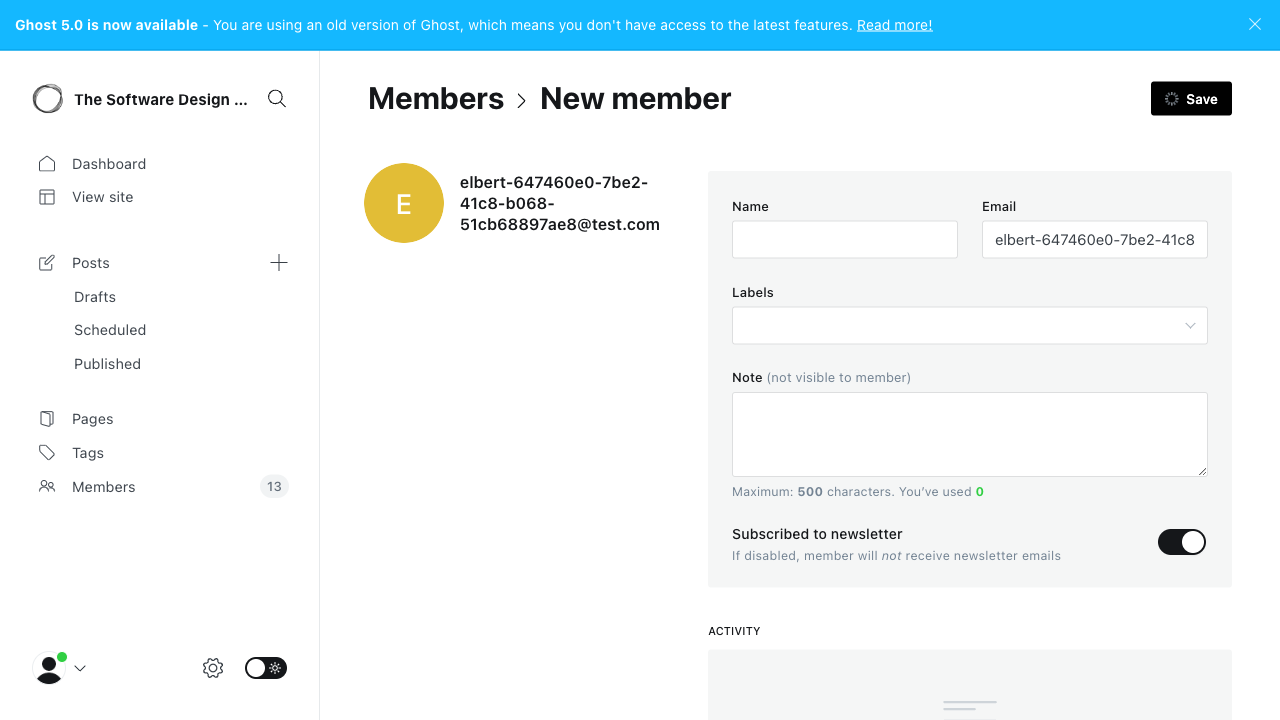 Ghost 5.0 is now available - You are using an old version of Ghost, which means you don't have access to the latest features. Read more!
The Software Design ...
Members > New member
Save
Dashboard
View site
Posts
Drafts
Scheduled
Published
Pages
Tags
Members 13
E
elbert-647460e0-7be2-
41c8-b068-
51cb68897ae8@test.com
Name
Email
elbert-647460e0-7be2-41c8
Labels
Note (not visible to member)
Maximum: 500 characters. You've used 0
Subscribed to newsletter
If disabled, member will not receive newsletter emails
ACTIVITY